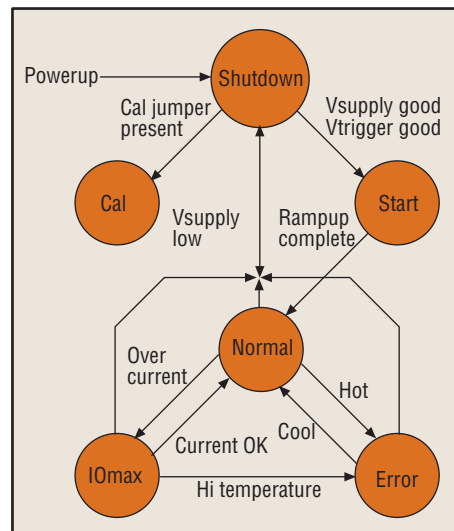 Shutdown
Powerup
Cal jumper
present
Vsupply good
Vtrigger good
Cal
Start
Vsupply
low
Rampup
complete
Normal
Over
current
Hot
Current OK
Cool
IOmax
Hi temperature
Error